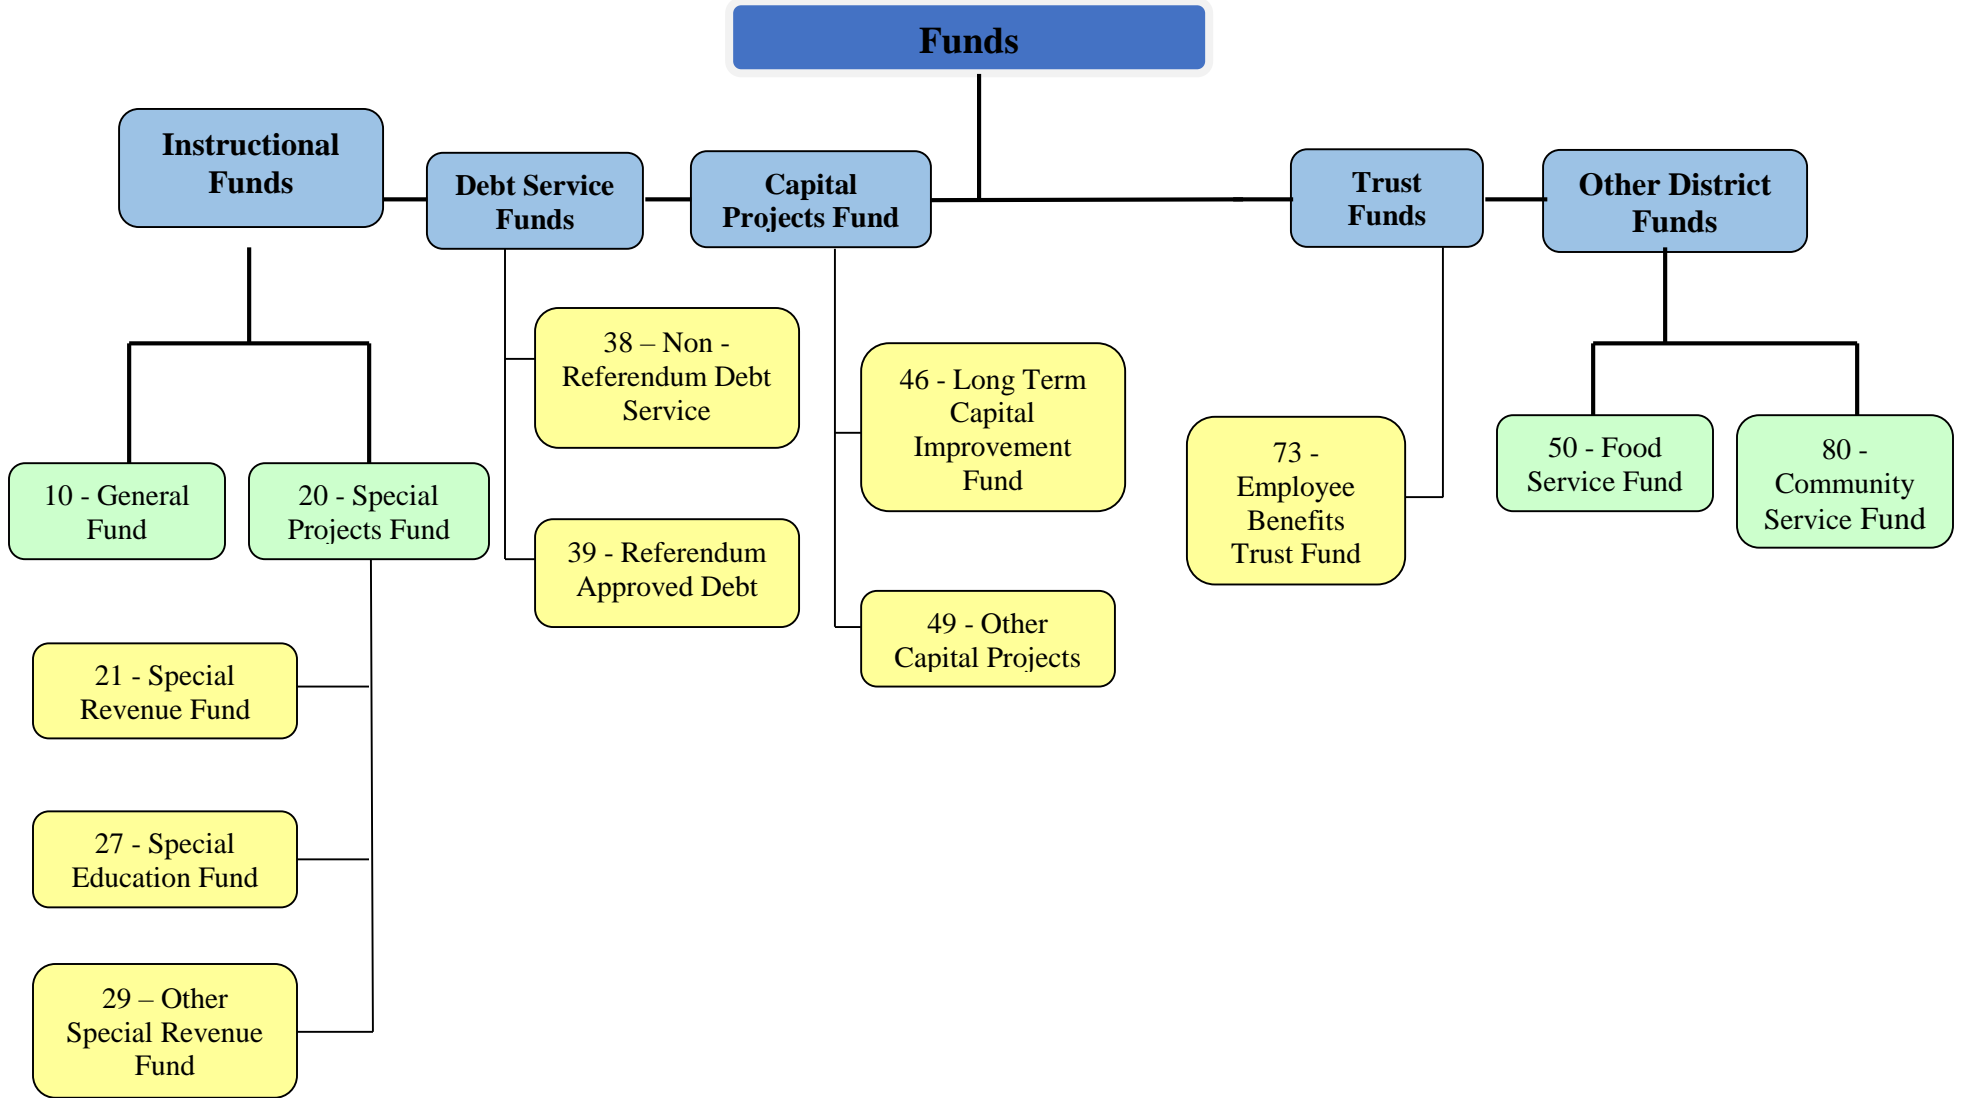 Funds
Instructional
Funds
Debt Service
Funds
Capital
Projects Fund
Trust
Funds
Other District
Funds
38 – Non -
Referendum Debt
Service
39 - Referendum
Approved Debt
46 - Long Term
Capital
Improvement
Fund
49 - Other
Capital Projects
73 -
Employee
Benefits
Trust Fund
50 - Food
Service Fund
80 -
Community
Service Fund
10 - General
Fund
20 - Special
Projects Fund
21 - Special
Revenue Fund
27 - Special
Education Fund
29 – Other
Special Revenue
Fund